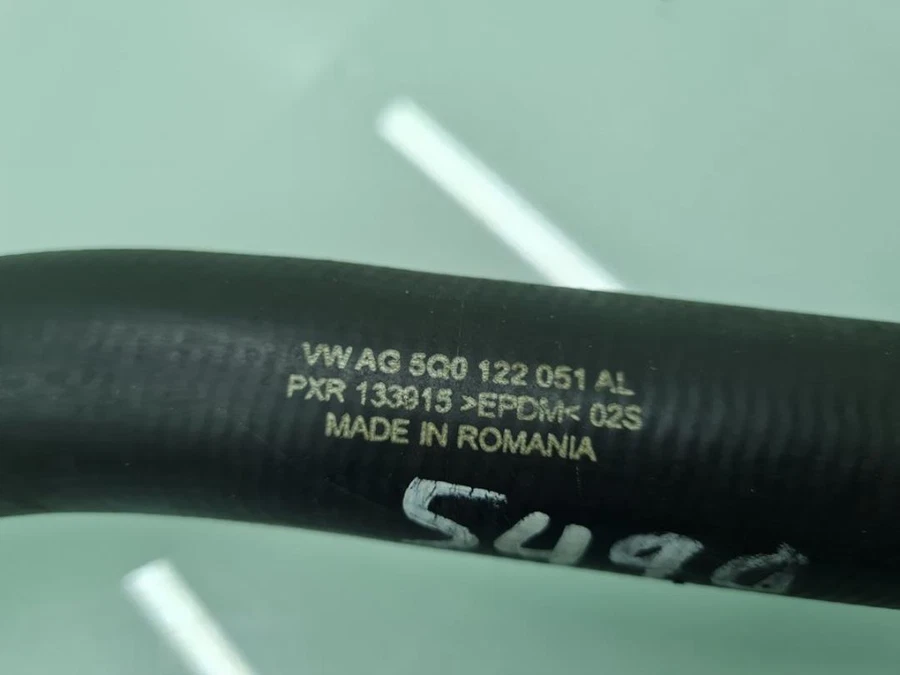 VW AG 5Q0 122 051 AL
PXR 133915 >EPDM< 02S
MADE IN ROMANIA